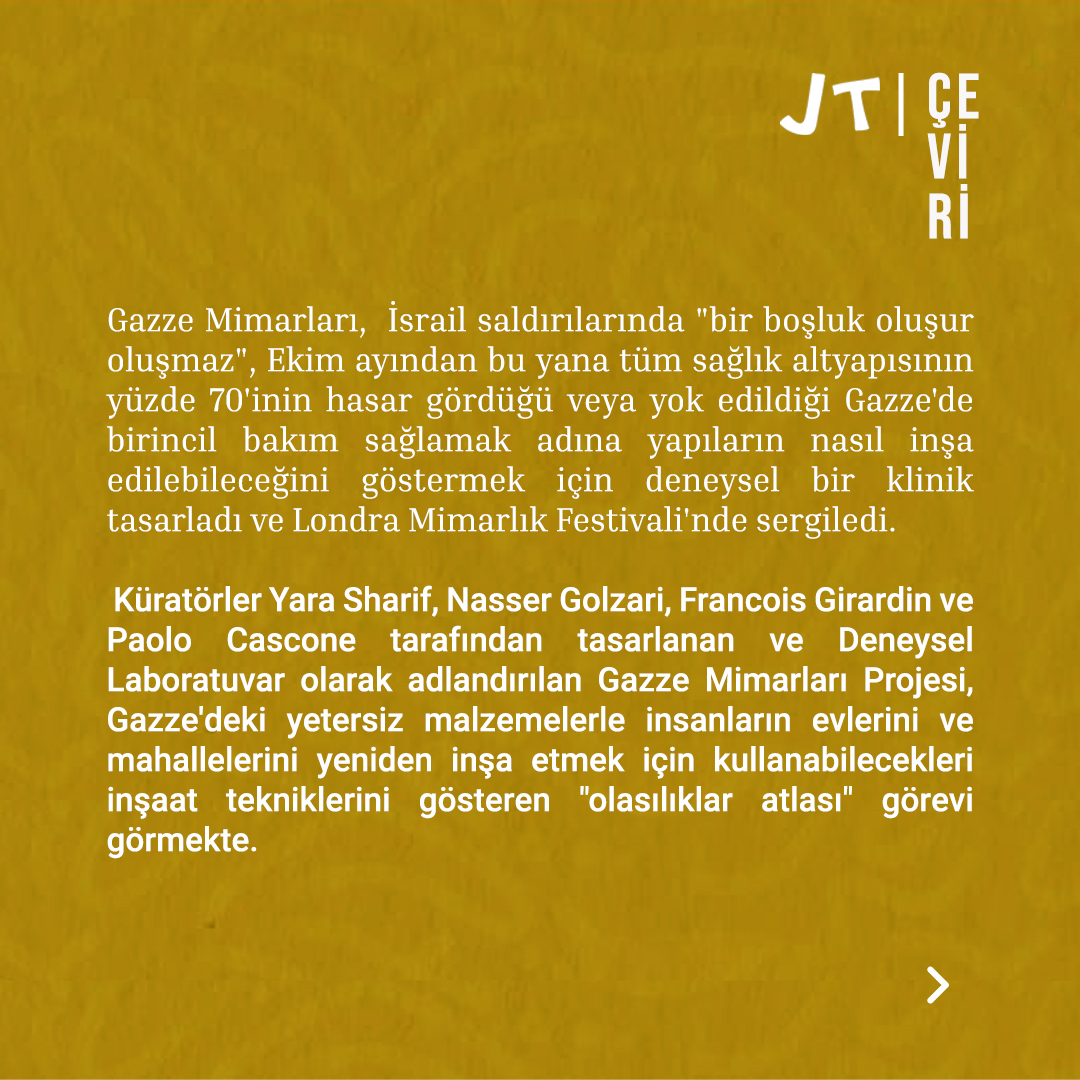 JT | ÇE
Vİ
Rİ
Gazze Mimarları,  İsrail saldırılarında "bir boşluk oluşur
oluşmaz", Ekim ayından bu yana tüm sağlık altyapısının
yüzde 70'inin hasar gördüğü veya yok edildiği Gazze'de
birincil bakım sağlamak adına yapıların nasıl inşa
edilebileceğini göstermek için deneysel bir klinik
tasarladı ve Londra Mimarlık Festivali'nde sergiledi.
Küratörler Yara Sharif, Nasser Golzari, Francois Girardin ve
Paolo Cascone tarafından tasarlanan ve Deneysel
Laboratuvar olarak adlandırılan Gazze Mimarları Projesi,
Gazze'deki yetersiz malzemelerle insanların evlerini ve
mahallelerini yeniden inşa etmek için kullanabilecekleri
inşaat tekniklerini gösteren "olasılıklar atlası" görevi
görmekte.